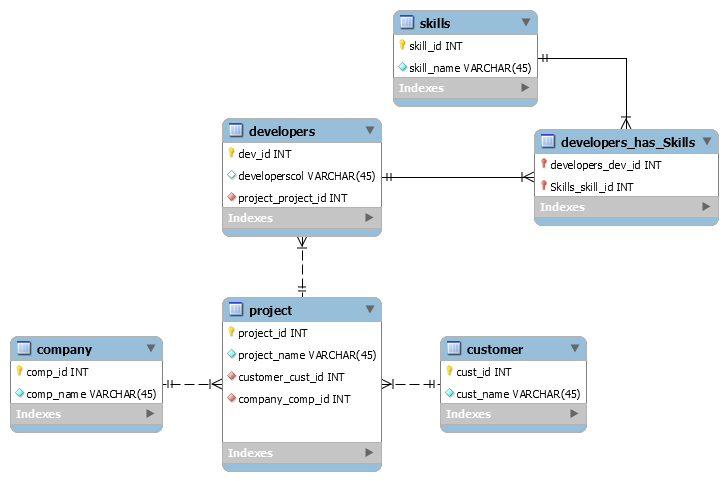 skills
skill_id INT
skill_name VARCHAR(45)
Indexes
developers
dev_id INT
developerscol VARCHAR(45)
project_project_id INT
Indexes
developers_has_Skills
developers_dev_id INT
Skills_skill_id INT
Indexes
company
comp_id INT
comp_name VARCHAR(45)
Indexes
project
project_id INT
project_name VARCHAR(45)
customer_cust_id INT
company_comp_id INT
Indexes
customer
cust_id INT
cust_name VARCHAR(45)
Indexes